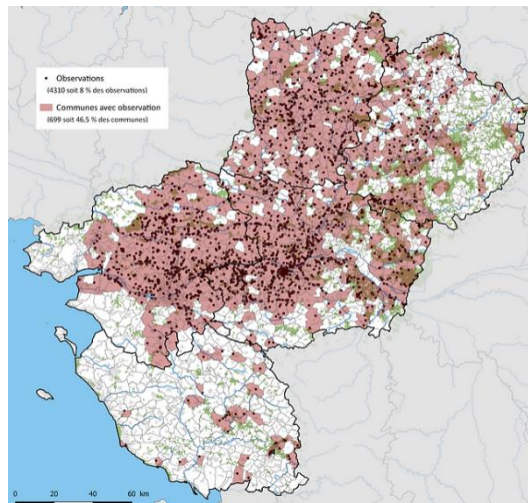 Observations
(4310 soit 8 % des observations)
Communes avec observation
(699 soit 46,5 % des communes)
0 20 40 60 km